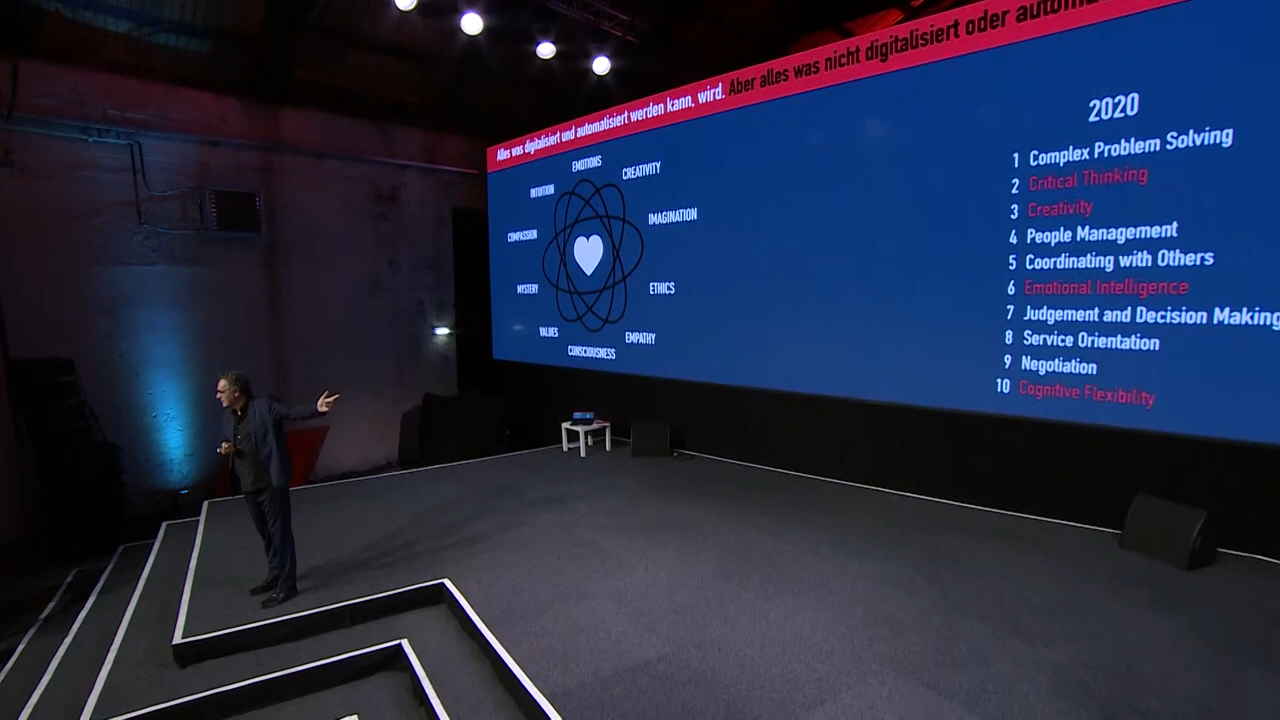 Alles was digitalisiert und automatisiert werden kann, wird. Aber alles was nicht digitalisiert oder
EMOTIONS
CREATIVITY
INTUITION
IMAGINATION
COMPASSION
MYSTERY
ETHICS
VALUES
EMPATHY
CONSCIOUSNESS
2020
1 Complex Problem Solving
2 Critical Thinking
3 Creativity
4 People Management
5 Coordinating with Others
6 Emotional Intelligence
7 Judgement and Decision Making
8 Service Orientation
9 Negotiation
10 Cognitive Flexibility